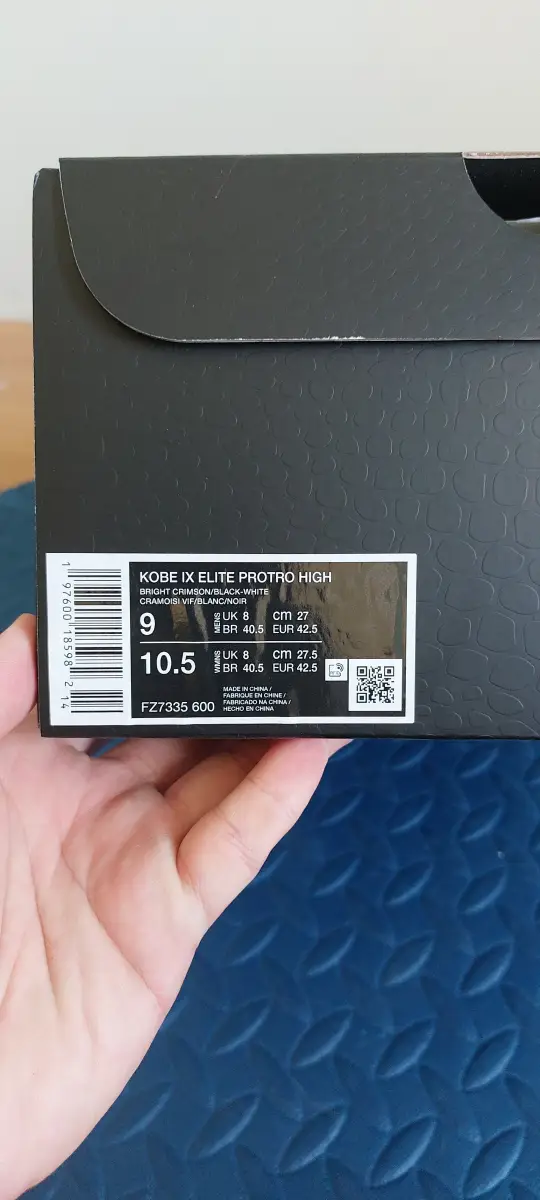 KOBE IX ELITE PROTRO HIGH
BRIGHT CRIMSON/BLACK-WHITE
CRAMOISI VIF/BLANC/NOIR
9 MENS UK 8 cm 27
BR 40.5 EUR 42.5
10.5 WMNS UK 8 cm 27.5
BR 40.5 EUR 42.5
MADE IN CHINA /
FABRIQUE EN CHINE /
FABRICADO NA CHINA /
HECHO EN CHINA
FZ7335 600
1 97600 18598 2 14